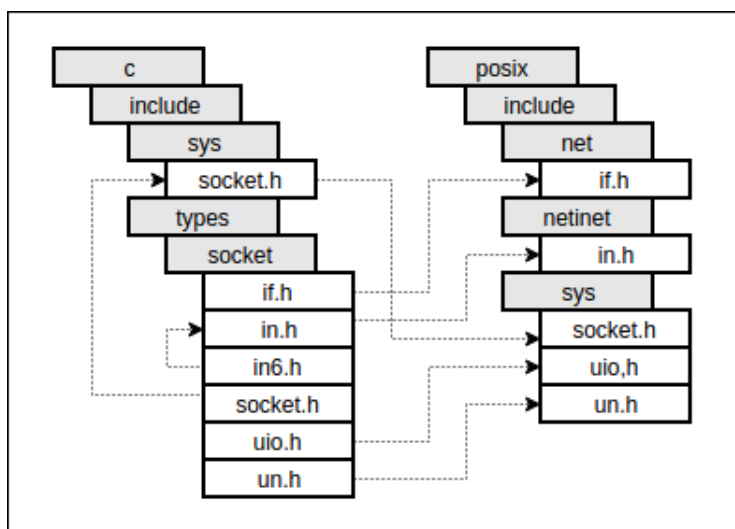 c
include
sys
socket.h
types
socket
if.h
in.h
in6.h
socket.h
uio.h
un.h
posix
include
net
if.h
netinet
in.h
sys
socket.h
uio,h
un.h